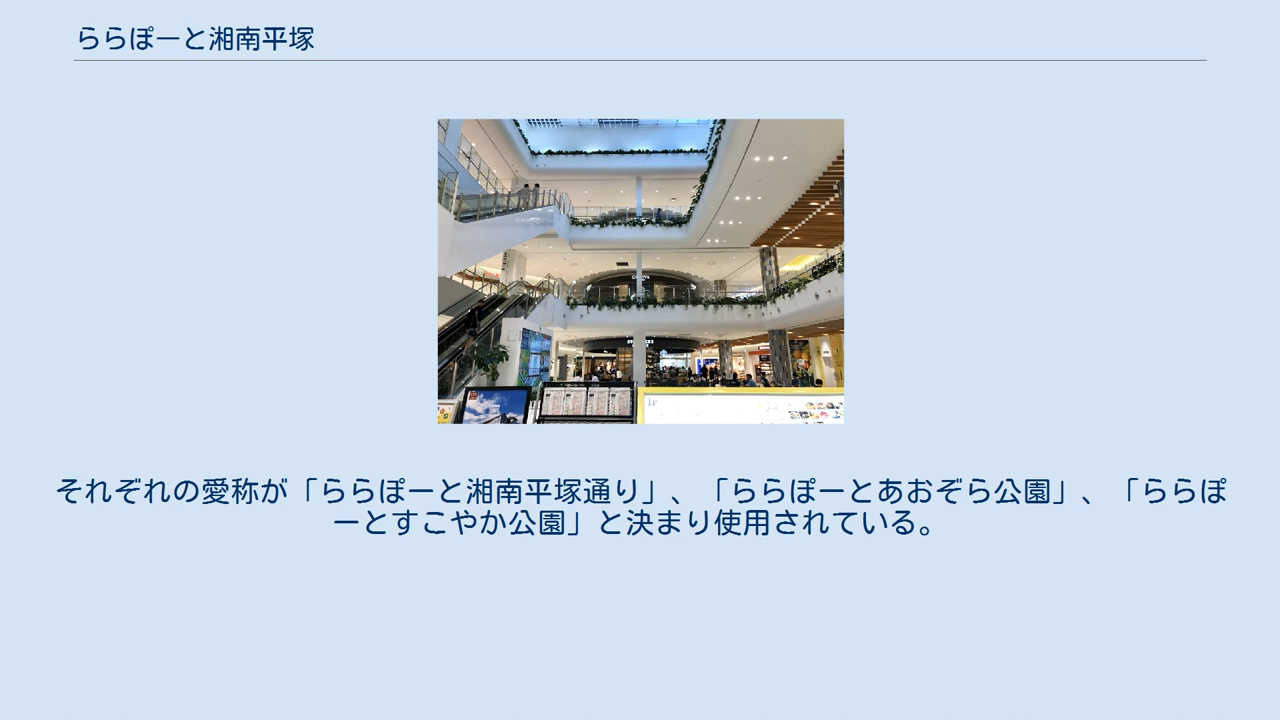 ららぽーと湘南平塚
それぞれの愛称が「ららぽーと湘南平塚通り」、「ららぽーとあおぞら公園」、「ららぽ
ーとすこやか公園」と決まり使用されている。